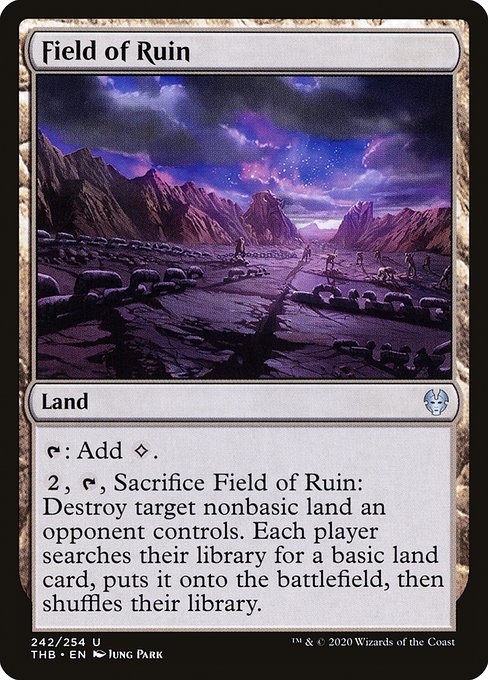 Field of Ruin
Land
: Add .
2, , Sacrifice Field of Ruin:
Destroy target nonbasic land an
opponent controls. Each player
searches their library for a basic land
card, puts it onto the battlefield, then
shuffles their library.
242/254 U
THB • EN Jung Park
™ & © 2020 Wizards of the Coast